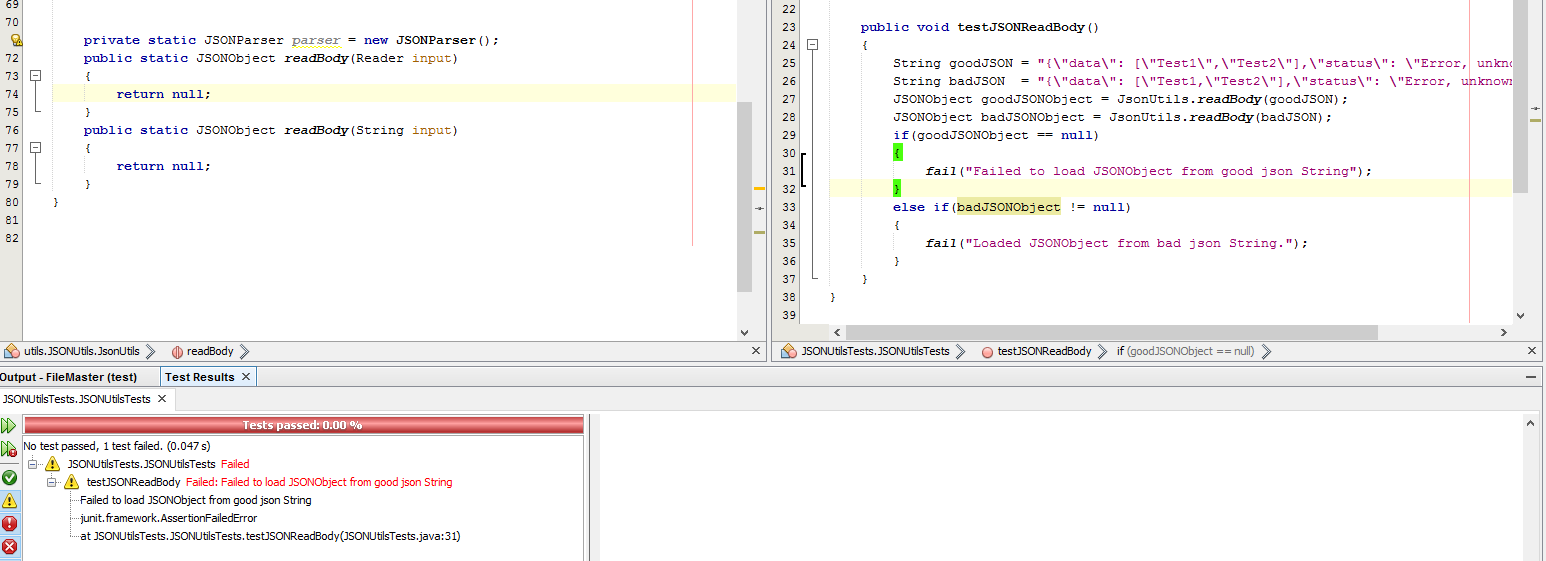 69
70
private static JSONParser parser = new JSONParser();
72 public static JSONObject readBody(Reader input)
73 {
74 return null;
75 }
76 public static JSONObject readBody(String input)
77 {
78 return null;
79 }
80 }
81
82
22
23 public void testJSONReadBody()
24 {
25 String goodJSON = "{\"data\": [\"Test1\",\"Test2\"],\"status\": \"Error, unknow
26 String badJSON = "{\"data\": [\"Test1,\"Test2\"],\"status\": \"Error, unknown
27 JSONObject goodJSONObject = JsonUtils.readBody(goodJSON);
28 JSONObject badJSONObject = JsonUtils.readBody(badJSON);
29 if(goodJSONObject == null)
30 {
31 fail("Failed to load JSONObject from good json String");
32 }
33 else if(badJSONObject != null)
34 {
35 fail("Loaded JSONObject from bad json String.");
36 }
37 }
38 }
39
utils.JSONUtils.JsonUtils readBody
JSONUtilsTests.JSONUtilsTests testJSONReadBody if (goodJSONObject == null)
Output - FileMaster (test) Test Results
JSONUtilsTests.JSONUtilsTests
Tests passed: 0.00 %
No test passed, 1 test failed. (0.047 s)
JSONUtilsTests.JSONUtilsTests Failed
testJSONReadBody Failed: Failed to load JSONObject from good json String
Failed to load JSONObject from good json String
junit.framework.AssertionFailedError
at JSONUtilsTests.JSONUtilsTests.testJSONReadBody(JSONUtilsTests.java:31)